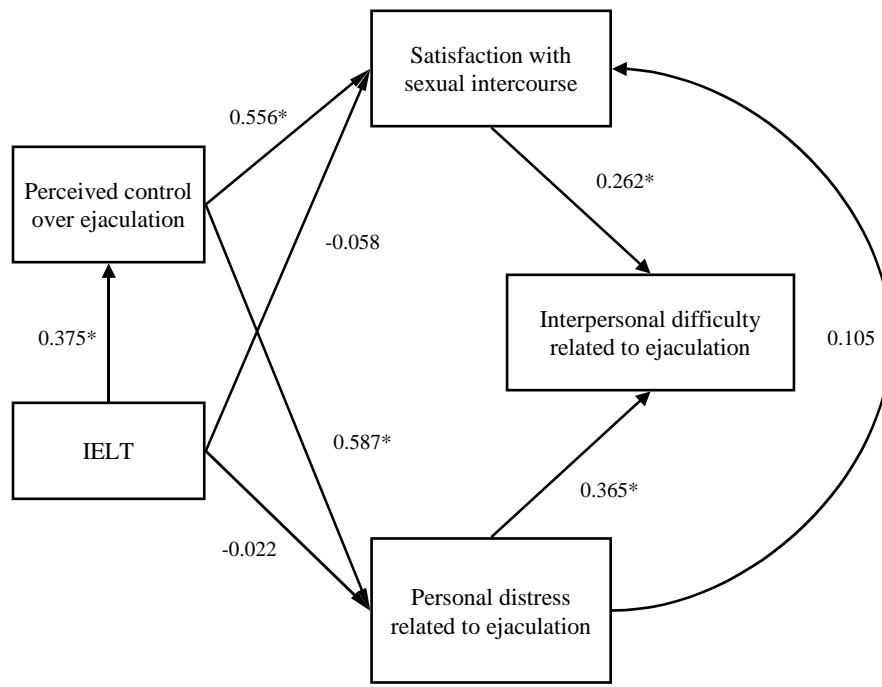 Satisfaction with
sexual intercourse
0.556*
Perceived control
over ejaculation
0.262*
-0.058
Interpersonal difficulty
related to ejaculation
0.375*
0.105
IELT
0.587*
0.365*
-0.022
Personal distress
related to ejaculation